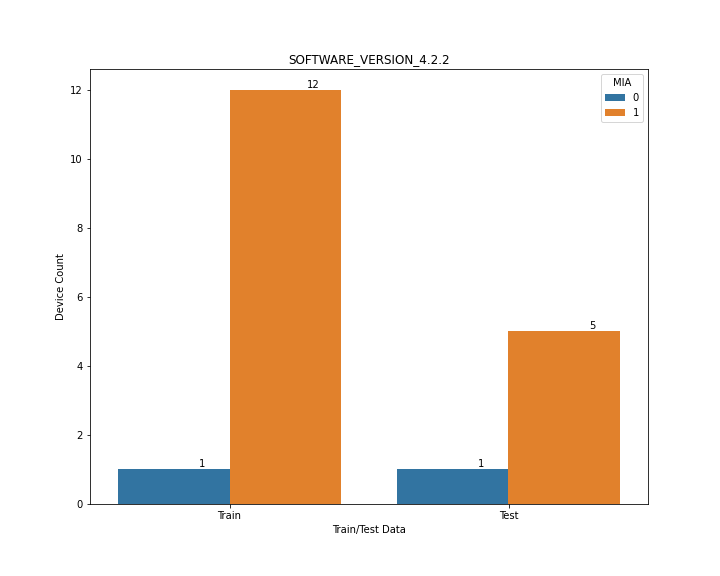 SOFTWARE_VERSION_4.2.2
MIA
0
1
12
12
10
8
6
4
2
0
Device Count
1
1
5
Train
Test
Train/Test Data